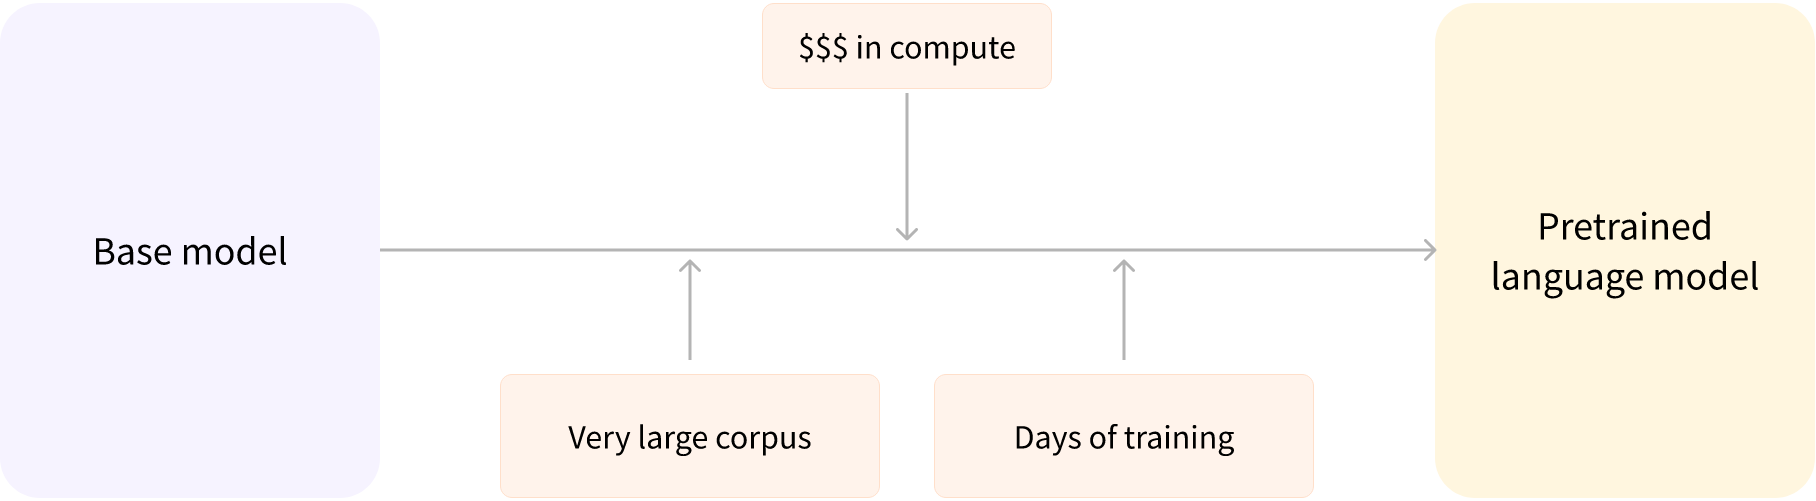 $$$ in compute
Base model
Pretrained
language model
Very large corpus
Days of training